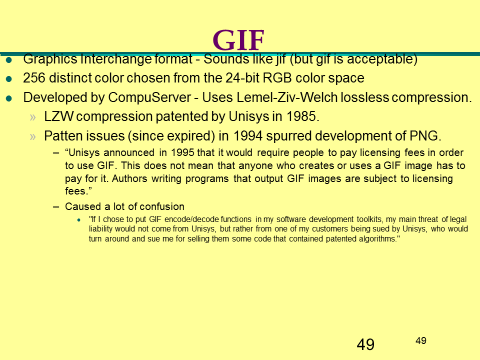 GIF
Graphics Interchange format - Sounds like jif (but gif is acceptable)
256 distinct color chosen from the 24-bit RGB color space
Developed by CompuServer - Uses Lemel-Ziv-Welch lossless compression.
» LZW compression patented by Unisys in 1985.
» Patten issues (since expired) in 1994 spurred development of PNG.
– “Unisys announced in 1995 that it would require people to pay licensing fees in order
to use GIF. This does not mean that anyone who creates or uses a GIF image has to
pay for it. Authors writing programs that output GIF images are subject to licensing
fees.”
– Caused a lot of confusion
• "If I chose to put GIF encode/decode functions in my software development toolkits, my main threat of legal
liability would not come from Unisys, but rather from one of my customers being sued by Unisys, who would
turn around and sue me for selling them some code that contained patented algorithms."
49
49